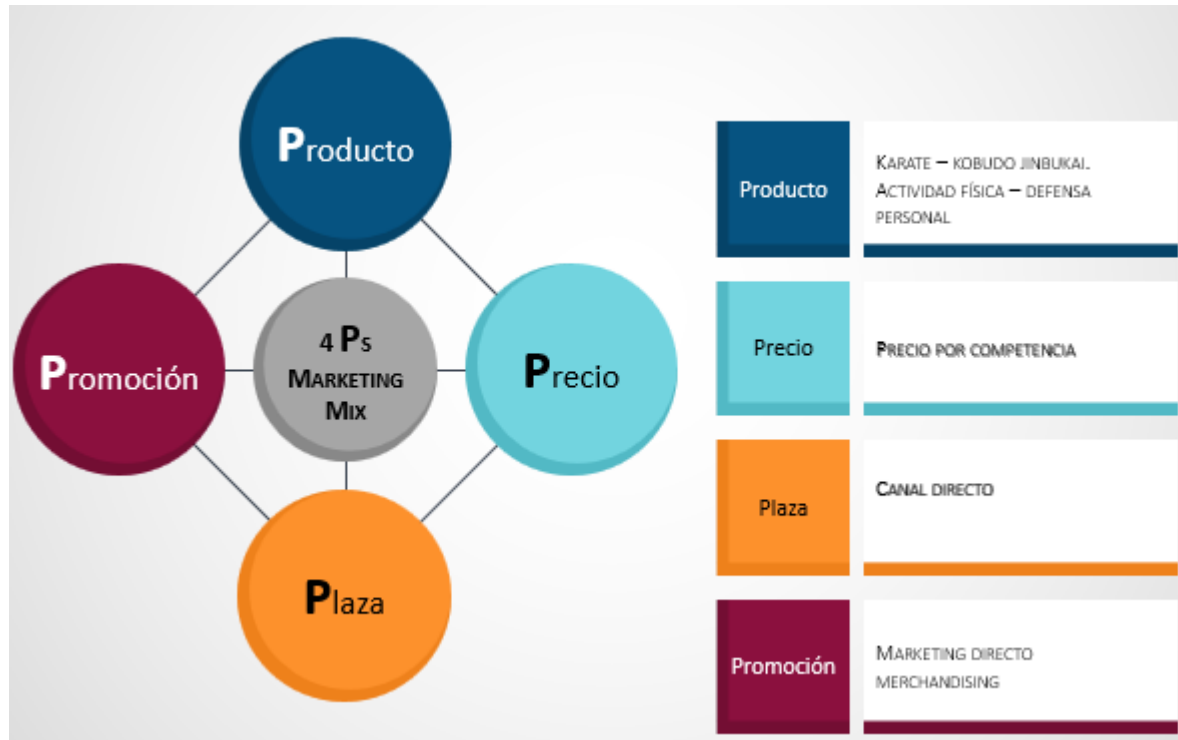 Producto
Promoción
4 Ps
Marketing
Mix
Precio
Plaza
Producto
Karate – kobudo jinbukai.
Actividad física – defensa
personal
Precio
Precio por competencia
Plaza
Canal directo
Promoción
Marketing directo
merchandising